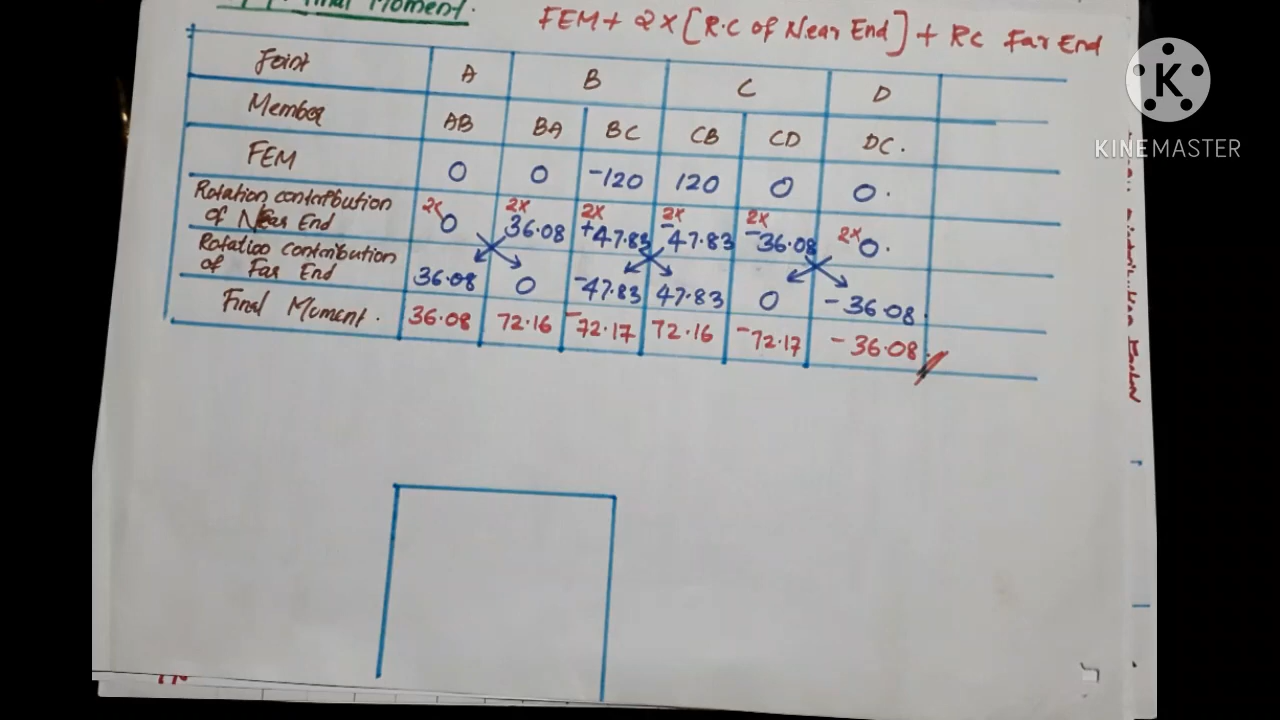 Final Moment.
FEM + 2x [R.C of Near End] + RC Far End
Joint A B C D
Member AB BA BC CB CD DC.
FEM 0 0 -120 120 0 0.
Rotation contribution of Near End 2x 0 2x 36.08 2x +47.83 2x -47.83 2x -36.08 2x 0.
Rotation contribution of Far End 36.08 0 -47.83 47.83 0 -36.08
Final Moment. 36.08 72.16 -72.17 72.16 -72.17 -36.08
K
KINEMASTER